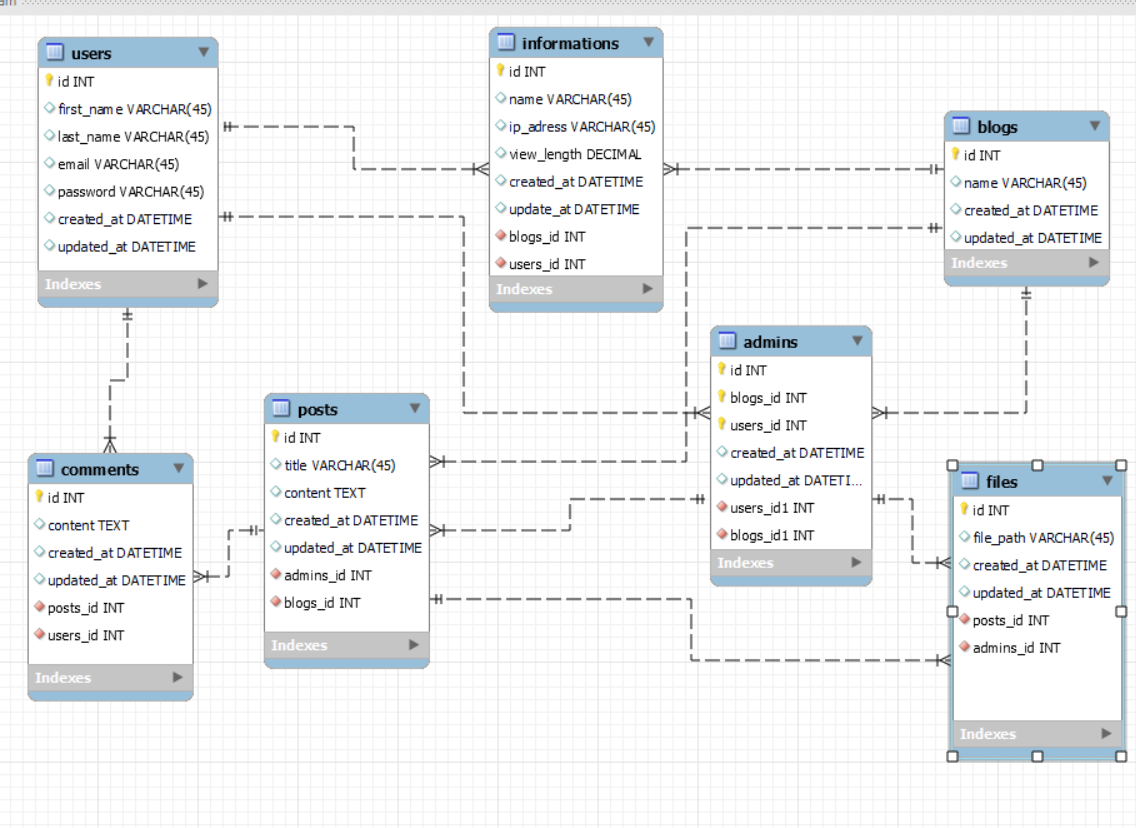 users
id INT
first_name VARCHAR(45)
last_name VARCHAR(45)
email VARCHAR(45)
password VARCHAR(45)
created_at DATETIME
updated_at DATETIME
Indexes
informations
id INT
name VARCHAR(45)
ip_adress VARCHAR(45)
view_length DECIMAL
created_at DATETIME
update_at DATETIME
blogs_id INT
users_id INT
Indexes
blogs
id INT
name VARCHAR(45)
created_at DATETIME
updated_at DATETIME
Indexes
admins
id INT
blogs_id INT
users_id INT
created_at DATETIME
updated_at DATETI...
users_id1 INT
blogs_id1 INT
Indexes
posts
id INT
title VARCHAR(45)
content TEXT
created_at DATETIME
updated_at DATETIME
admins_id INT
blogs_id INT
Indexes
comments
id INT
content TEXT
created_at DATETIME
updated_at DATETIME
posts_id INT
users_id INT
Indexes
files
id INT
file_path VARCHAR(45)
created_at DATETIME
updated_at DATETIME
posts_id INT
admins_id INT
Indexes